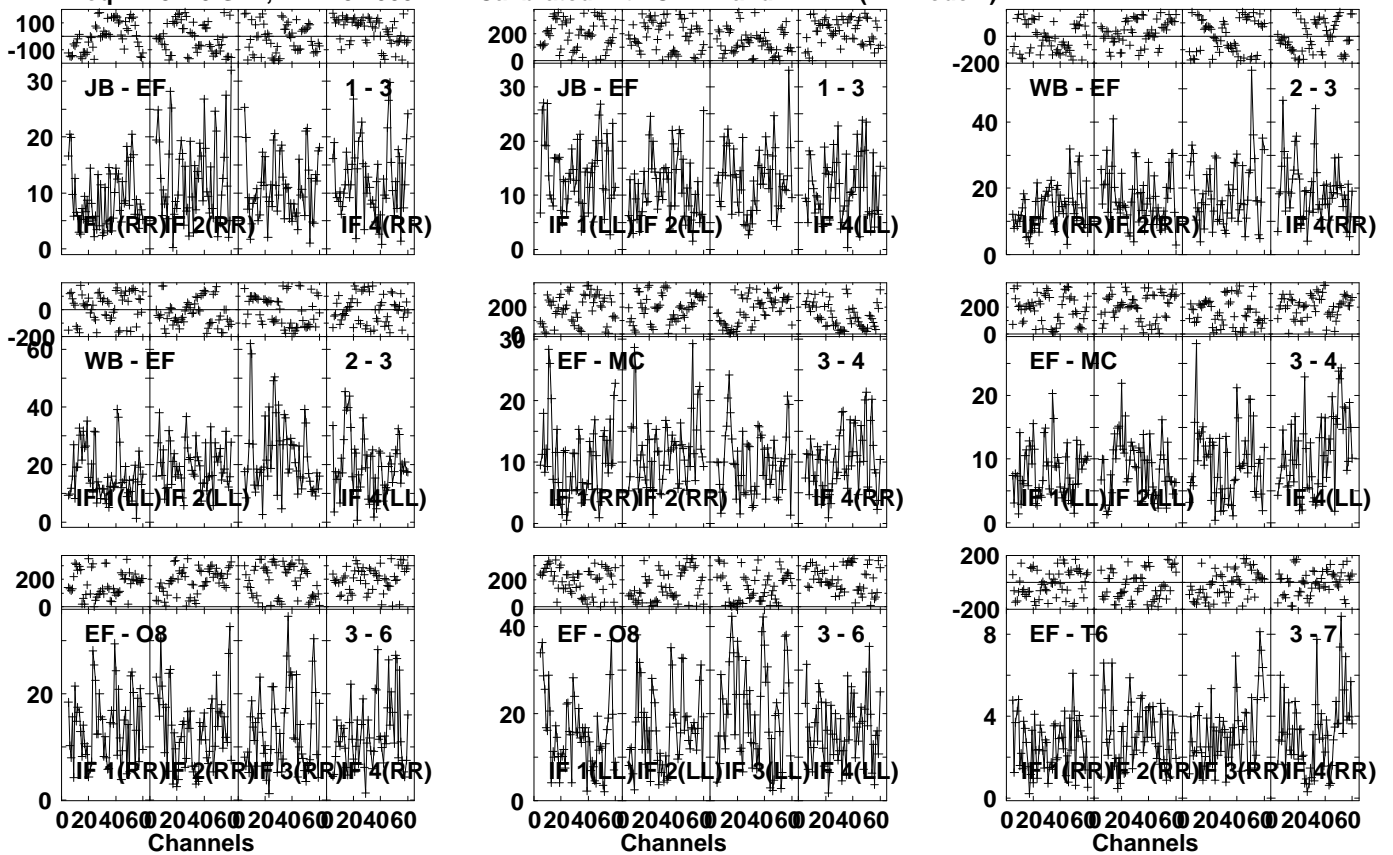 100
-100
30
20
10
0
JB - EF
1 - 3
IF 1(RR)
IF 2(RR)
IF 4(RR)
200
0
30
20
10
0
JB - EF
1 - 3
IF 1(LL)
IF 2(LL)
IF 4(LL)
0
-200
40
20
0
WB - EF
2 - 3
IF 1(RR)
IF 2(RR)
IF 4(RR)
0
-200
60
40
20
0
WB - EF
2 - 3
IF 1(LL)
IF 2(LL)
IF 4(LL)
200
0
30
20
10
0
EF - MC
3 - 4
IF 1(RR)
IF 2(RR)
IF 4(RR)
200
0
20
10
0
EF - MC
3 - 4
IF 1(LL)
IF 2(LL)
IF 4(LL)
200
0
20
0
EF - O8
3 - 6
IF 1(RR)
IF 2(RR)
IF 3(RR)
IF 4(RR)
0 20 40 60 0 20 40 60 0 20 40 60 0 20 40 60
Channels
200
0
40
20
0
EF - O8
3 - 6
IF 1(LL)
IF 2(LL)
IF 3(LL)
IF 4(LL)
0 20 40 60 0 20 40 60 0 20 40 60 0 20 40 60
Channels
200
-200
8
4
0
EF - T6
3 - 7
IF 1(RR)
IF 2(RR)
IF 3(RR)
IF 4(RR)
0 20 40 60 0 20 40 60 0 20 40 60 0 20 40 60
Channels